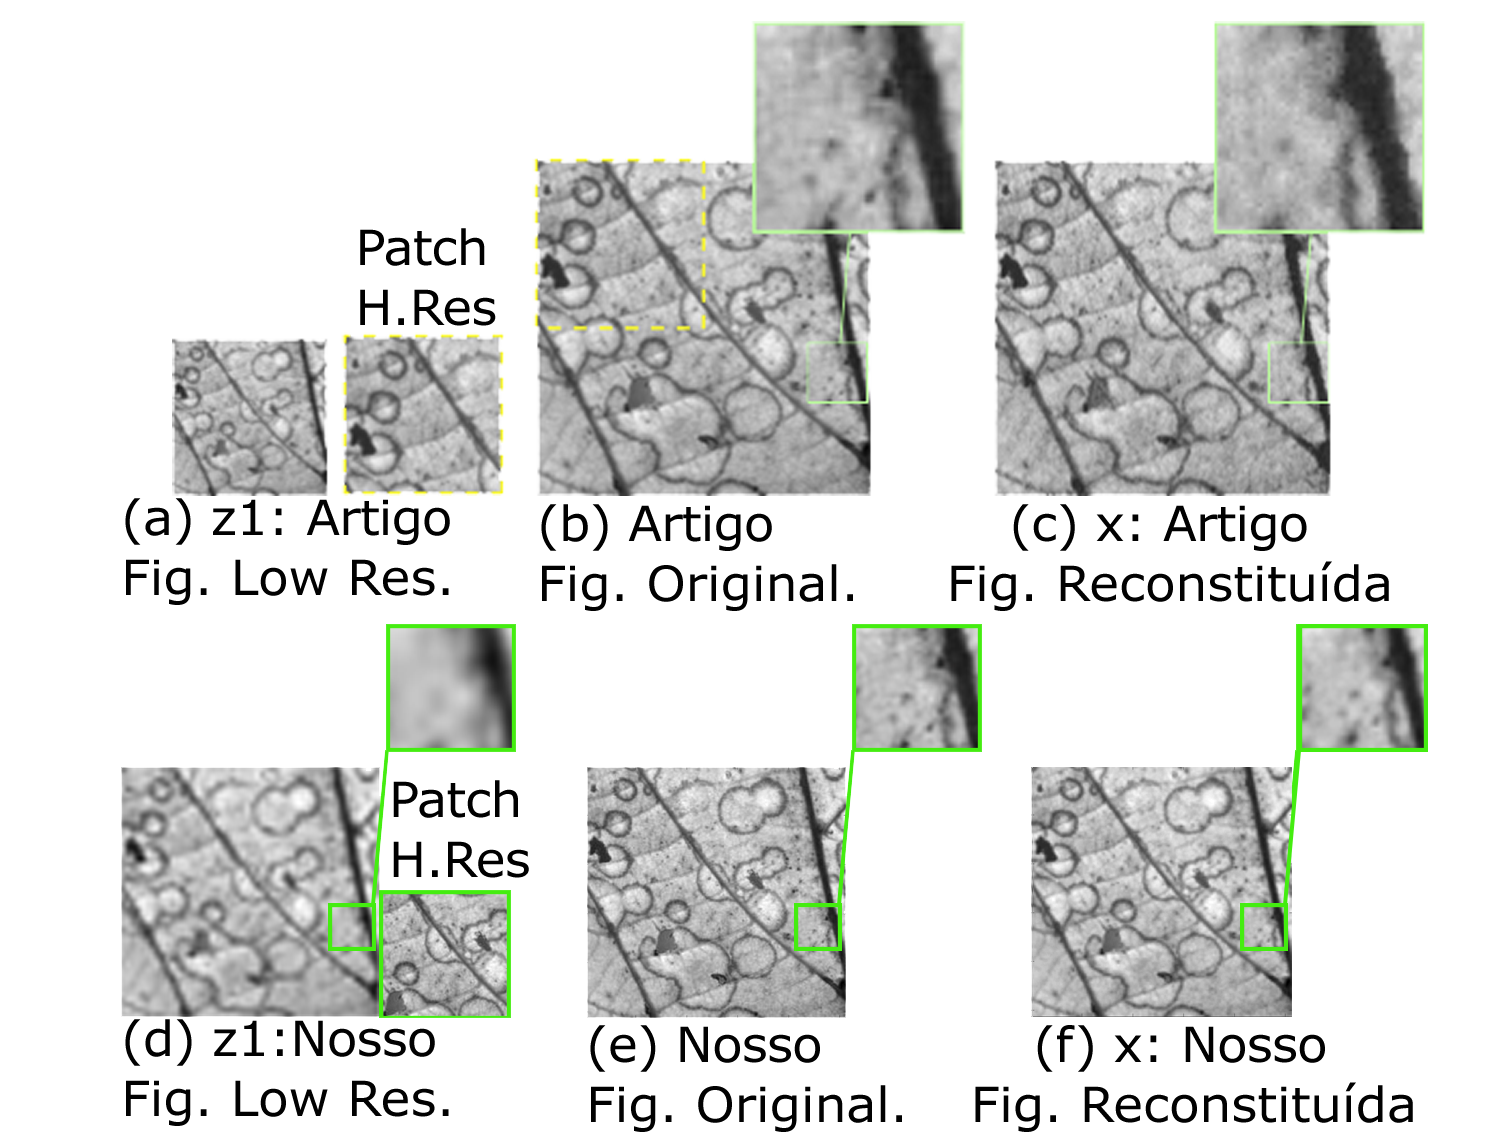 Patch
H.Res
(a) z1: Artigo
Fig. Low Res.
(b) Artigo
Fig. Original.
(c) x: Artigo
Fig. Reconstituída
Patch
H.Res
(d) z1:Nosso
Fig. Low Res.
(e) Nosso
Fig. Original.
(f) x: Nosso
Fig. Reconstituída